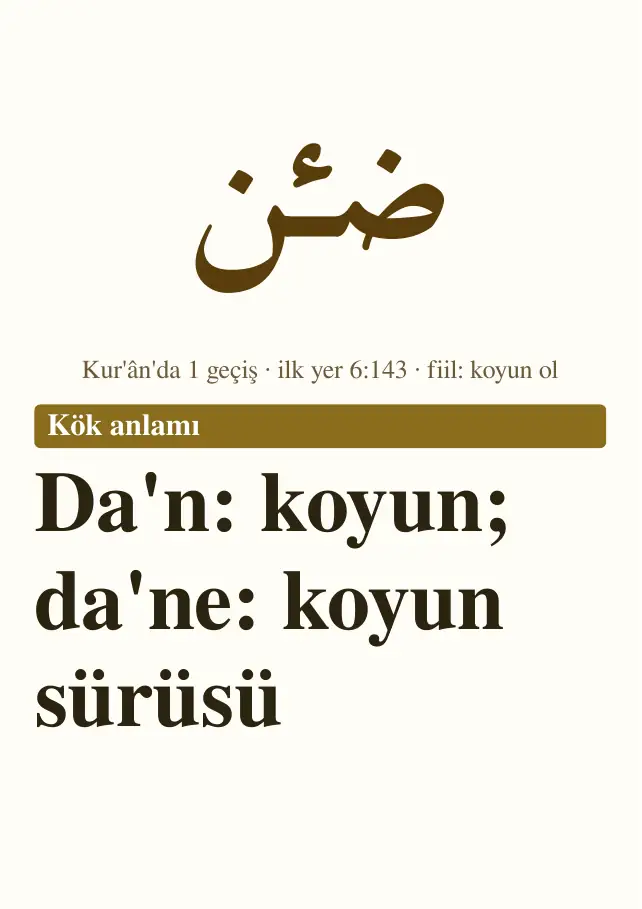 ضئن
Kur'ân'da 1 geçiş · ilk yer 6:143 · fiil: koyun ol
Kök anlamı
Da'n: koyun;
da'ne: koyun
sürüsü